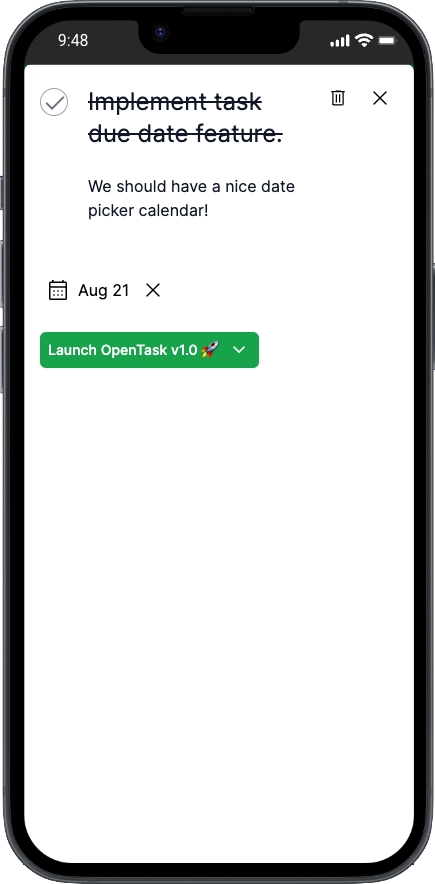 9:48
Implement task
due date feature.
We should have a nice date
picker calendar!
Aug 21
Launch OpenTask v1.0 🚀